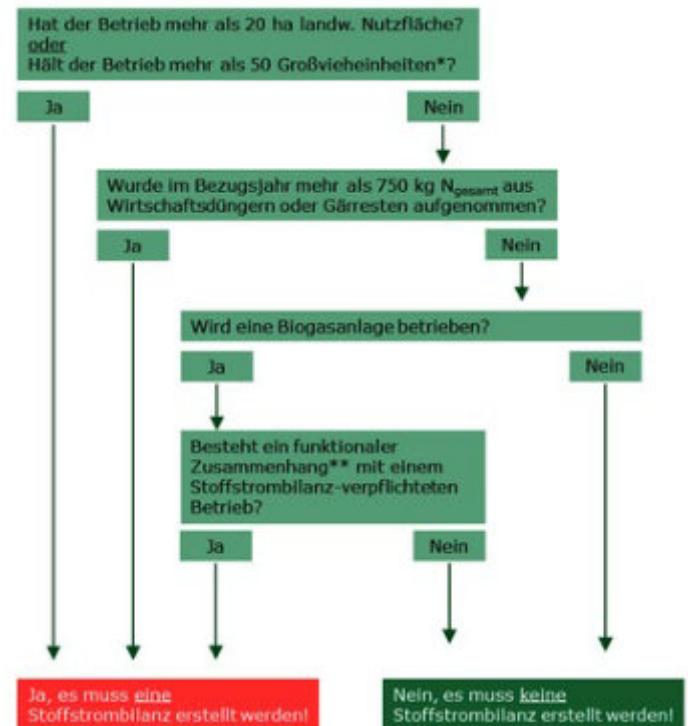 Hat der Betrieb mehr als 20 ha landw. Nutzfläche?
oder
Hält der Betrieb mehr als 50 Großvieheinheiten*?
Ja
Nein
Wurde im Bezugsjahr mehr als 750 kg Ngesamt aus
Wirtschaftsdüngern oder Gärresten aufgenommen?
Ja
Nein
Wird eine Biogasanlage betrieben?
Ja
Nein
Besteht ein funktionaler
Zusammenhang** mit einem
Stoffstrombilanz-verpflichteten
Betrieb?
Ja
Nein
Ja, es muss eine
Stoffstrombilanz erstellt werden!
Nein, es muss keine
Stoffstrombilanz erstellt werden!